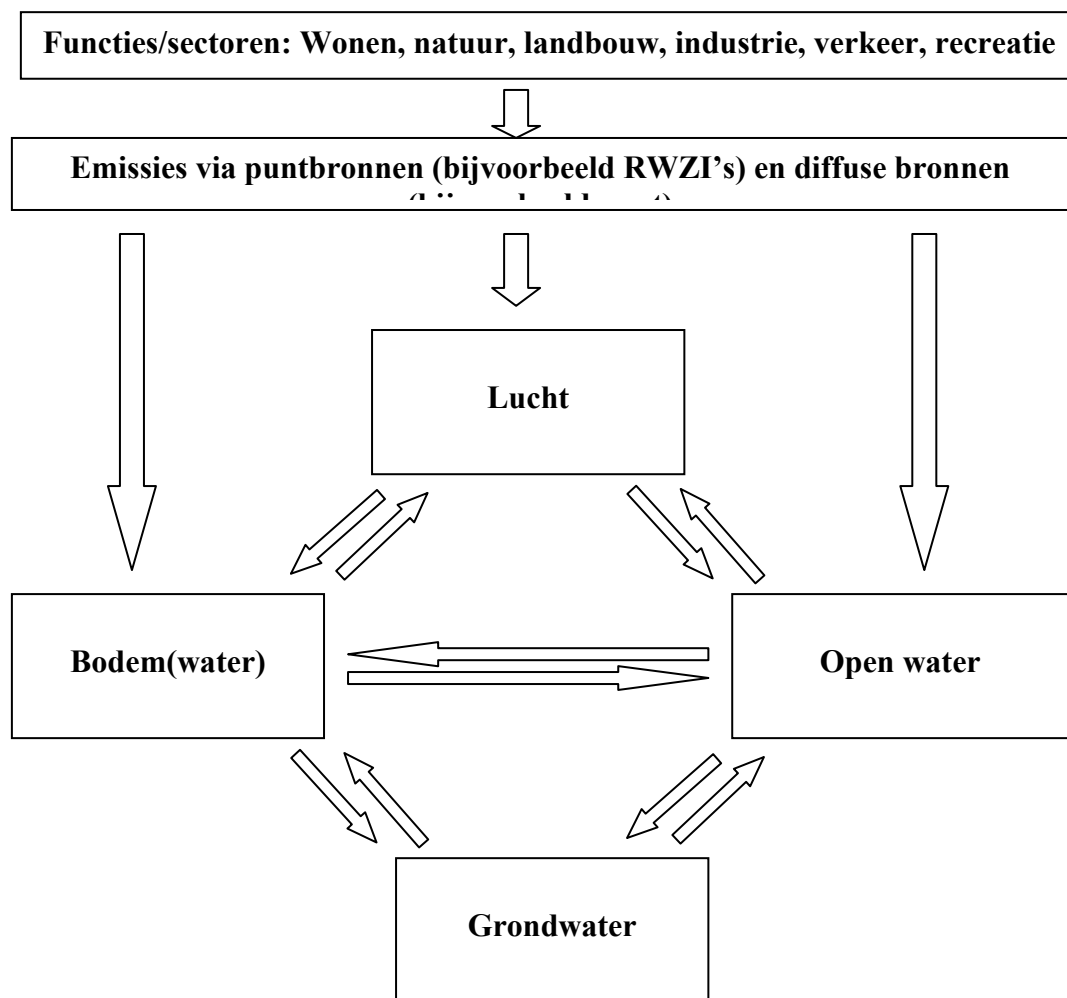 Functies/sectoren: Wonen, natuur, landbouw, industrie, verkeer, recreatie
Emissies via puntbronnen (bijvoorbeeld RWZI’s) en diffuse bronnen
Lucht
Bodem(water)
Open water
Grondwater